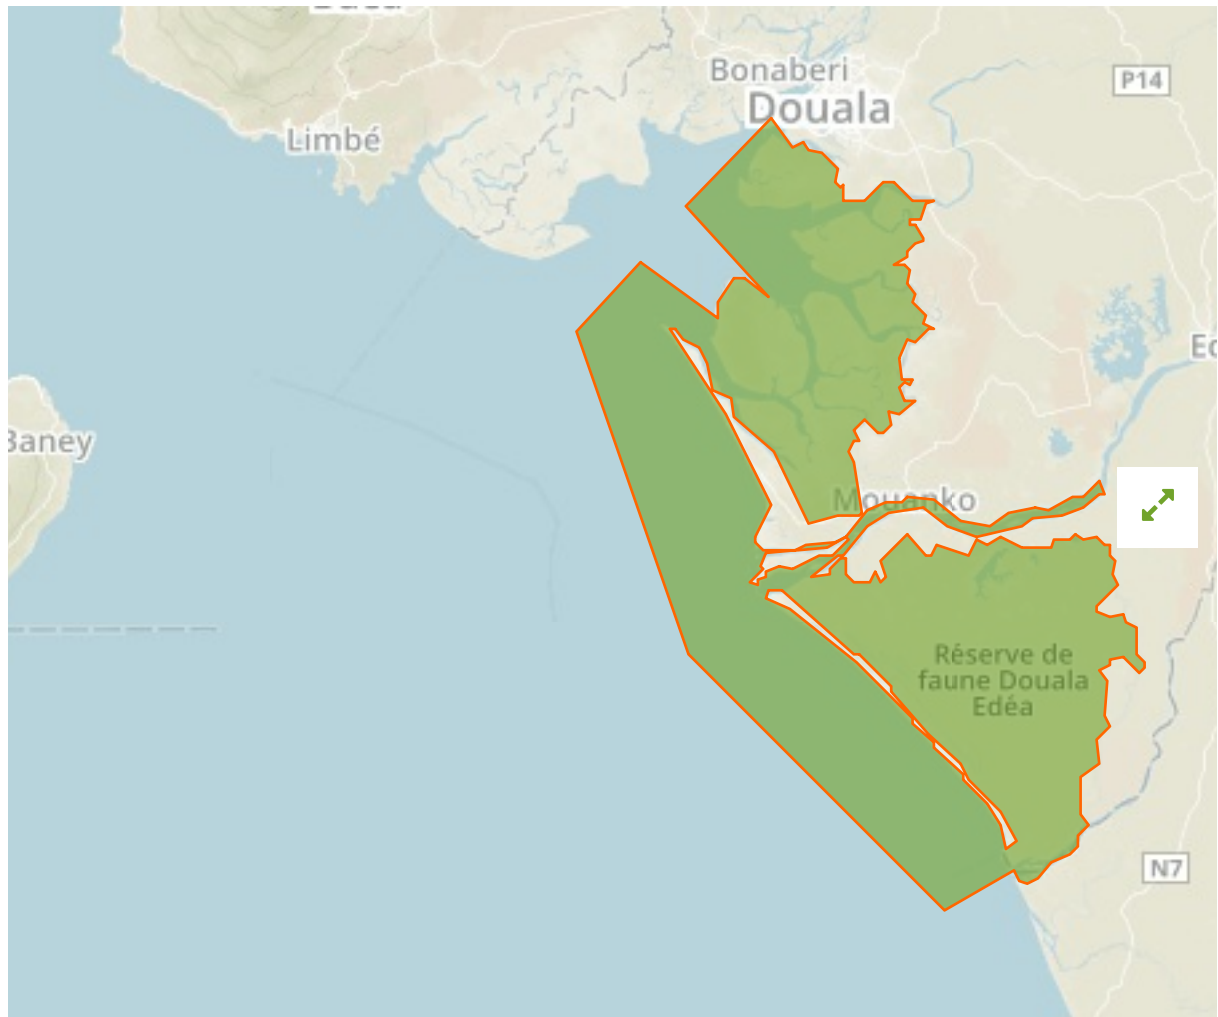 Bonaberi
P14
Douala
Limbé
Baney
Mouanko
Réserve de
faune Douala
Edéa
N7